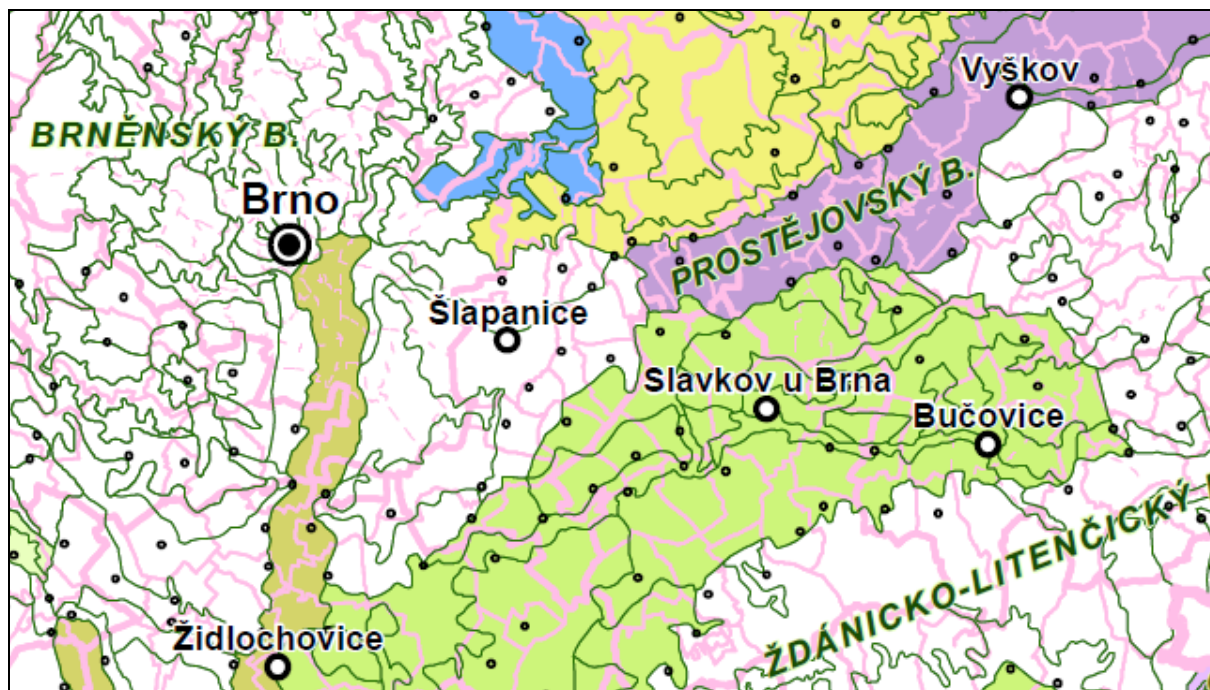 Vyškov
BRNĚNSKÝ B.
Brno
PROSTĚJOVSKÝ B.
Šlapanice
Slavkov u Brna
Bučovice
ŽDÁNICKO-LITENČICKÝ
Židlochovice